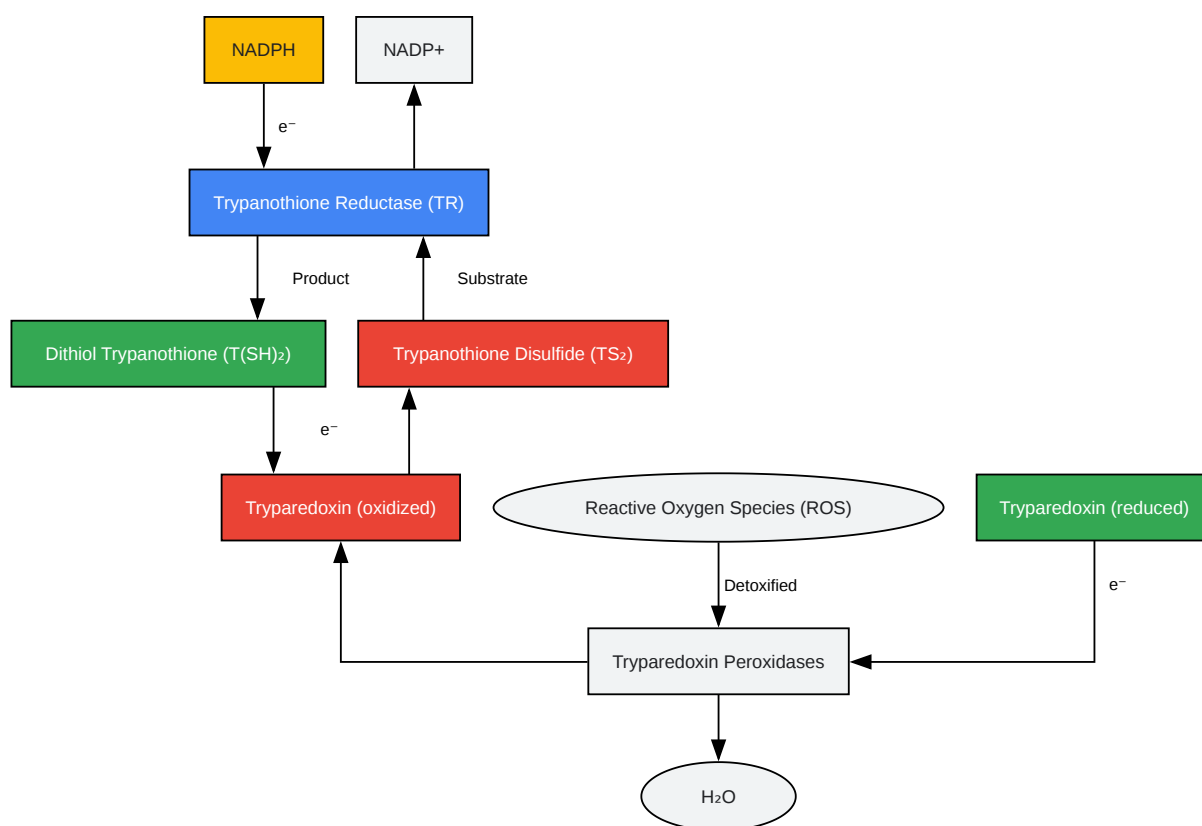 NADPH
NADP+
e⁻
Trypanothione Reductase (TR)
Product
Substrate
Dithiol Trypanothione (T(SH)₂)
Trypanothione Disulfide (TS₂)
e⁻
Tryparedoxin (oxidized)
Reactive Oxygen Species (ROS)
Tryparedoxin (reduced)
Detoxified
e⁻
Tryparedoxin Peroxidases
H₂O